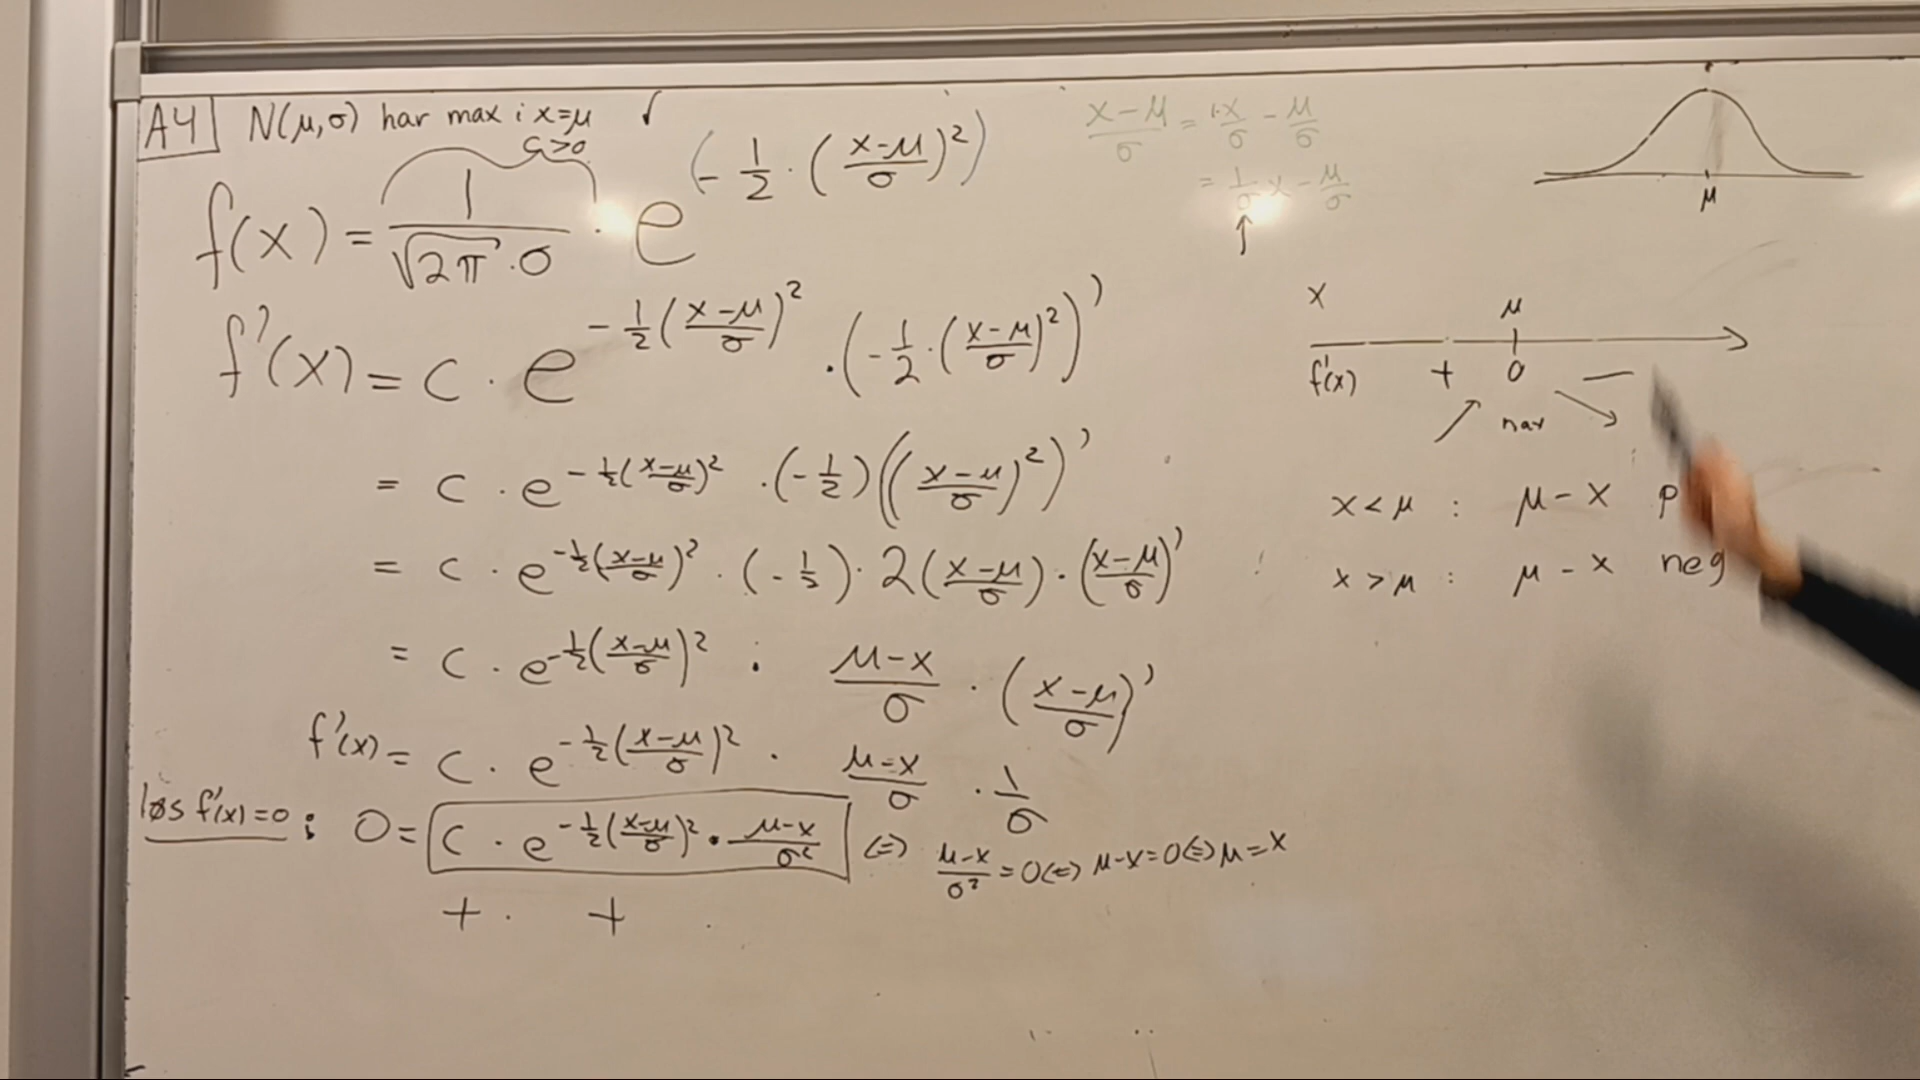 A4 N(μ,σ) har max i x=μ √
c>0
f(x) = 1/(√2π · σ) · e^(-1/2 · ((x-μ)/σ)²)
f'(x) = c · e^(-1/2((x-μ)/σ)²) · (-1/2 · ((x-μ)/σ)²)'
= c · e^(-1/2((x-μ)/σ)²) · (-1/2)(((x-μ)/σ)²)'
= c · e^(-1/2((x-μ)/σ)²) · (-1/2) · 2((x-μ)/σ) · ((x-μ)/σ)'
= c · e^(-1/2((x-μ)/σ)²) · (μ-x)/σ · ((x-μ)/σ)'
f'(x) = c · e^(-1/2((x-μ)/σ)²) · (μ-x)/σ · 1/σ
løs f'(x)=0 : 0 = c · e^(-1/2((x-μ)/σ)²) · (μ-x)/σ² ⇔ (μ-x)/σ² = 0 ⇔ μ-x=0 ⇔ μ=x
+ · + ·
(x-μ)/σ = 1·x/σ - μ/σ
= 1/σ x - μ/σ
↑
μ
x μ
f'(x) + 0 −
↗ max ↘
x<μ : μ-x
x>μ : μ-x neg